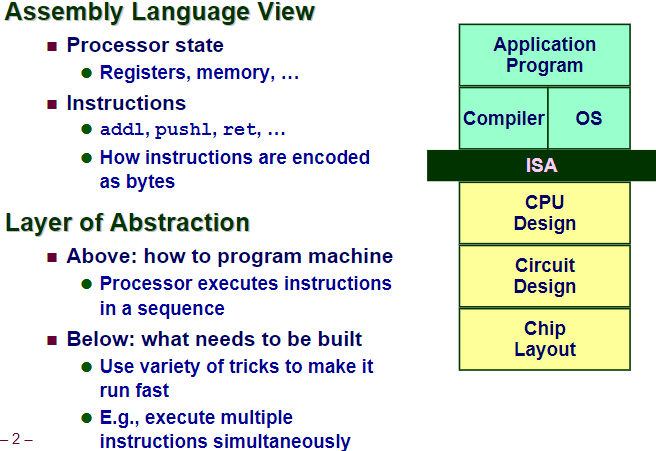 Assembly Language View
Processor state
Registers, memory, …
Instructions
addl, pushl, ret, …
How instructions are encoded
as bytes
Layer of Abstraction
Above: how to program machine
Processor executes instructions
in a sequence
Below: what needs to be built
Use variety of tricks to make it
run fast
E.g., execute multiple
instructions simultaneously
– 2 –
Application
Program
Compiler OS
ISA
CPU
Design
Circuit
Design
Chip
Layout